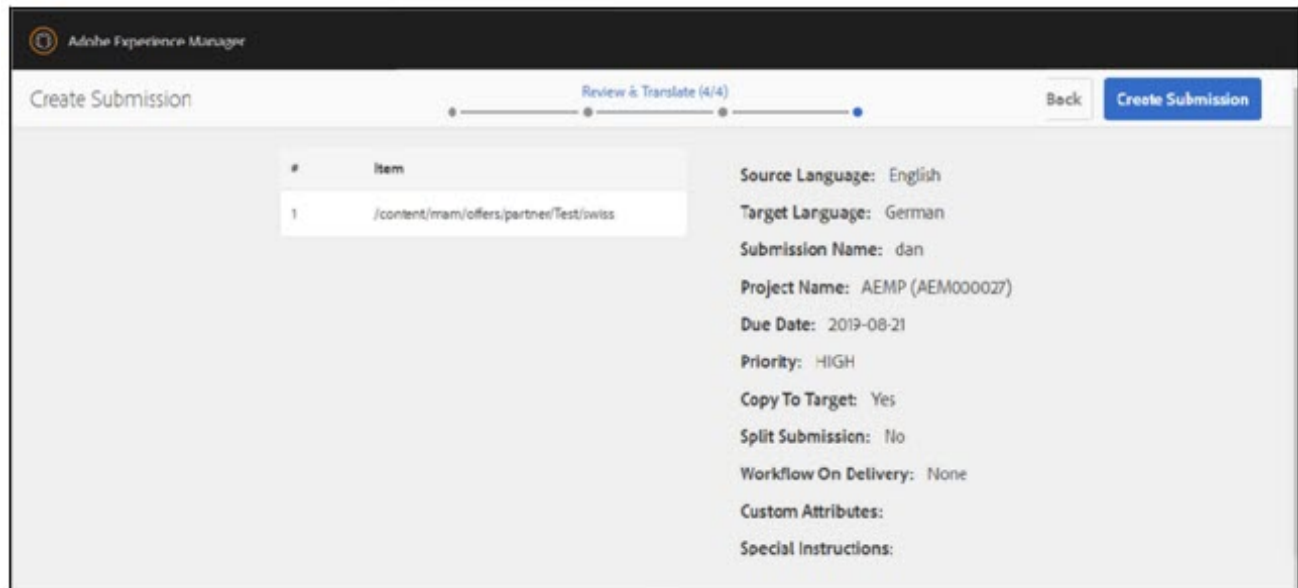 Adobe Experience Manager
Create Submission
Review & Translate (4/4)
Back
Create Submission
# Item
1 /content/mam/offers/partner/Test/swiss
Source Language: English
Target Language: German
Submission Name: dan
Project Name: AEMP (AEM000027)
Due Date: 2019-08-21
Priority: HIGH
Copy To Target: Yes
Split Submission: No
Workflow On Delivery: None
Custom Attributes:
Special Instructions: